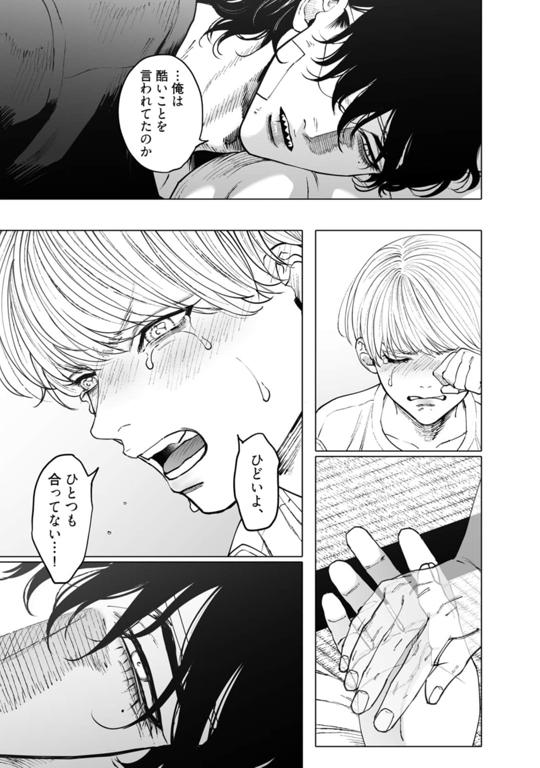 …俺は
酷いことを
言われてたのか
ひどいよ、
ひとつも
合ってない…！